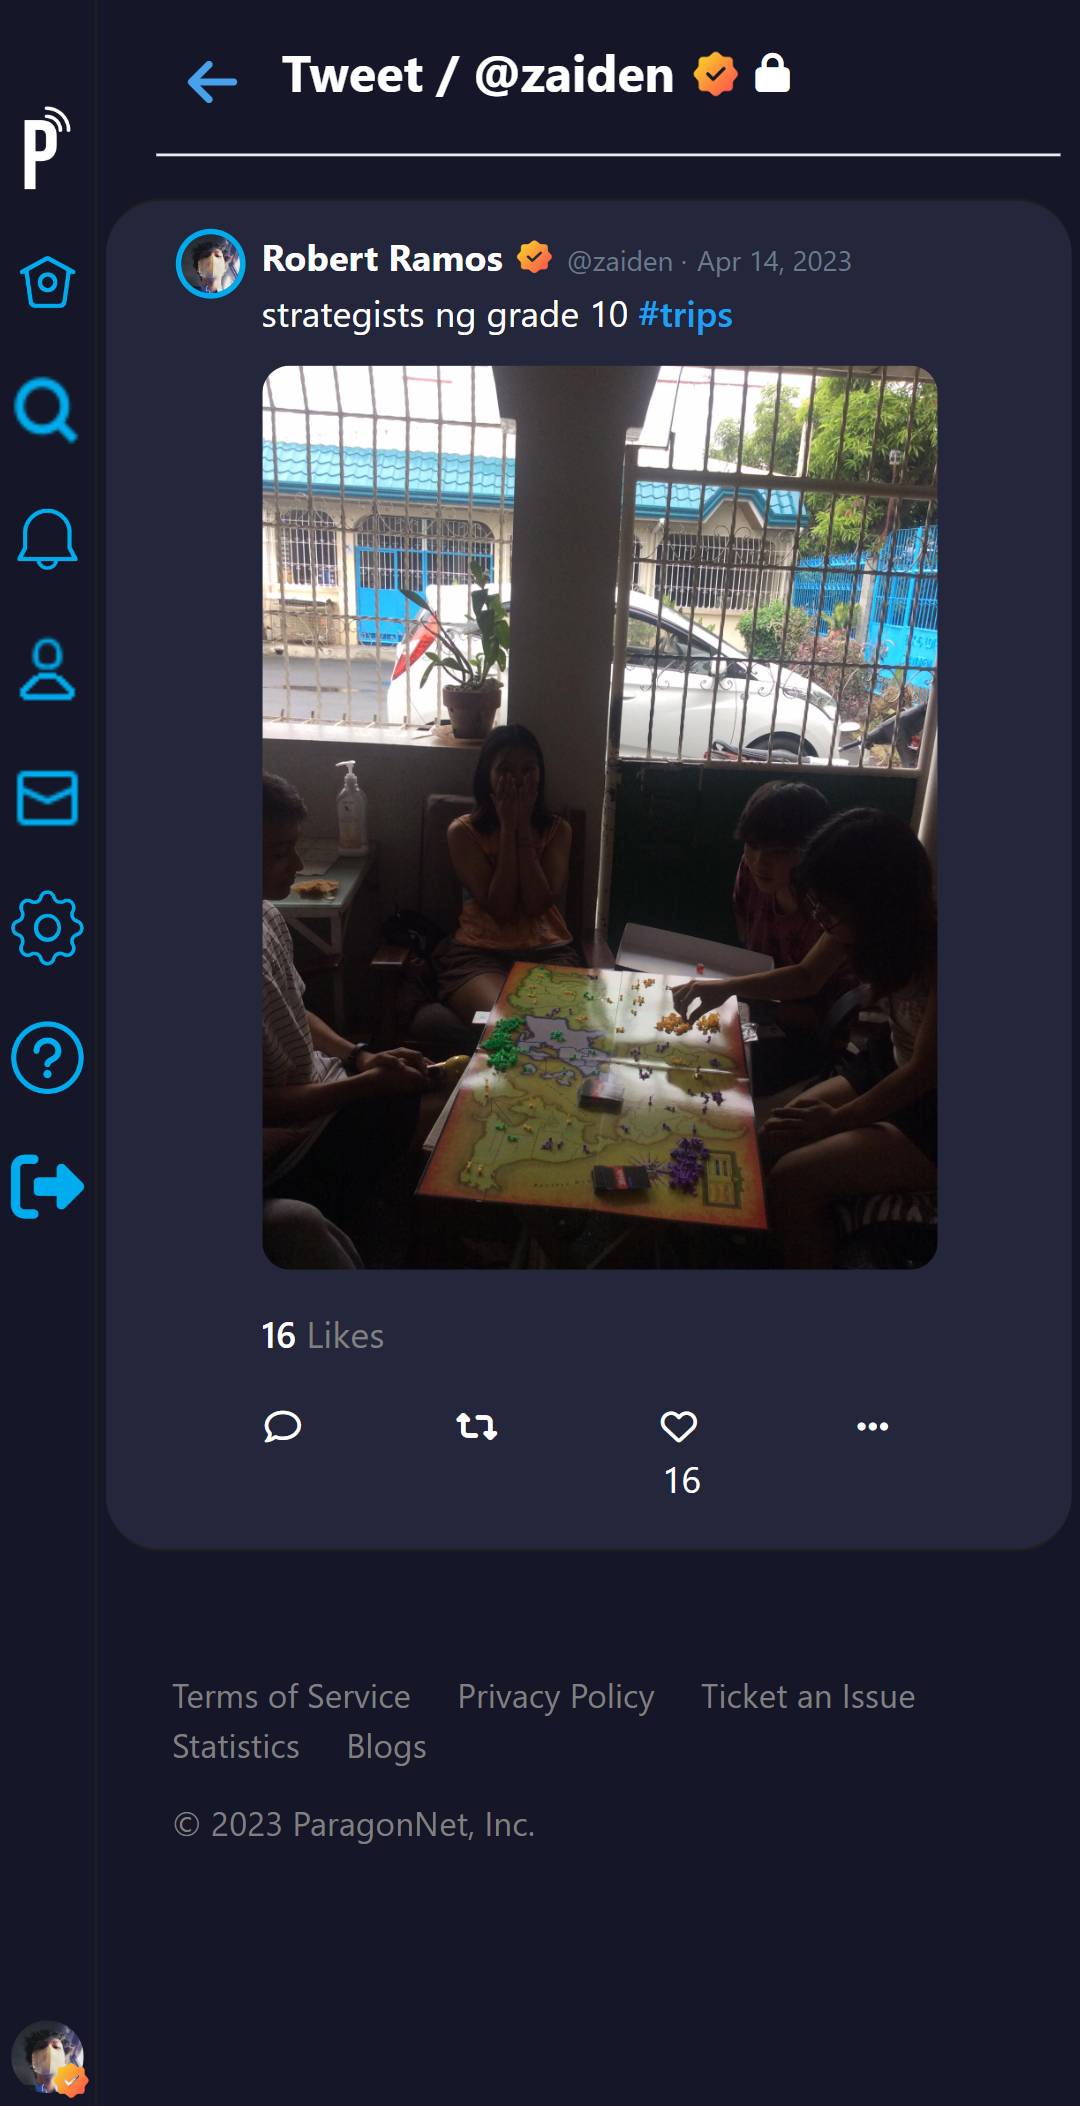 Tweet / @zaiden
P
Robert Ramos @zaiden · Apr 14, 2023
strategists ng grade 10 #trips
16 Likes
16
Terms of Service Privacy Policy Ticket an Issue
Statistics Blogs
© 2023 ParagonNet, Inc.